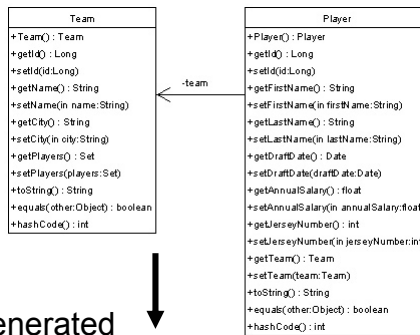 Team
+Team() : Team
+getId() : Long
+setId(id:Long)
+getName() : String
+setName(in name:String)
+getCity() : String
+setCity(in city:String)
+getPlayers() : Set
+setPlayers(players:Set)
+toString() : String
+equals(other:Object) : boolean
+hashCode() : int
-team
Player
+Player() : Player
+getId() : Long
+setId(id:Long)
+getFirstName() : String
+setFirstName(in firstName:String)
+getLastName() : String
+setLastName(in lastName:String)
+getDraftDate() : Date
+setDraftDate(draftDate:Date)
+getAnnualSalary() : float
+setAnnualSalary(in annualSalary:float
+getJerseyNumber() : int
+setJerseyNumber(in jerseyNumber:int
+getTeam() : Team
+setTeam(team:Team)
+toString() : String
+equals(other:Object) : boolean
+hashCode() : int
enerated